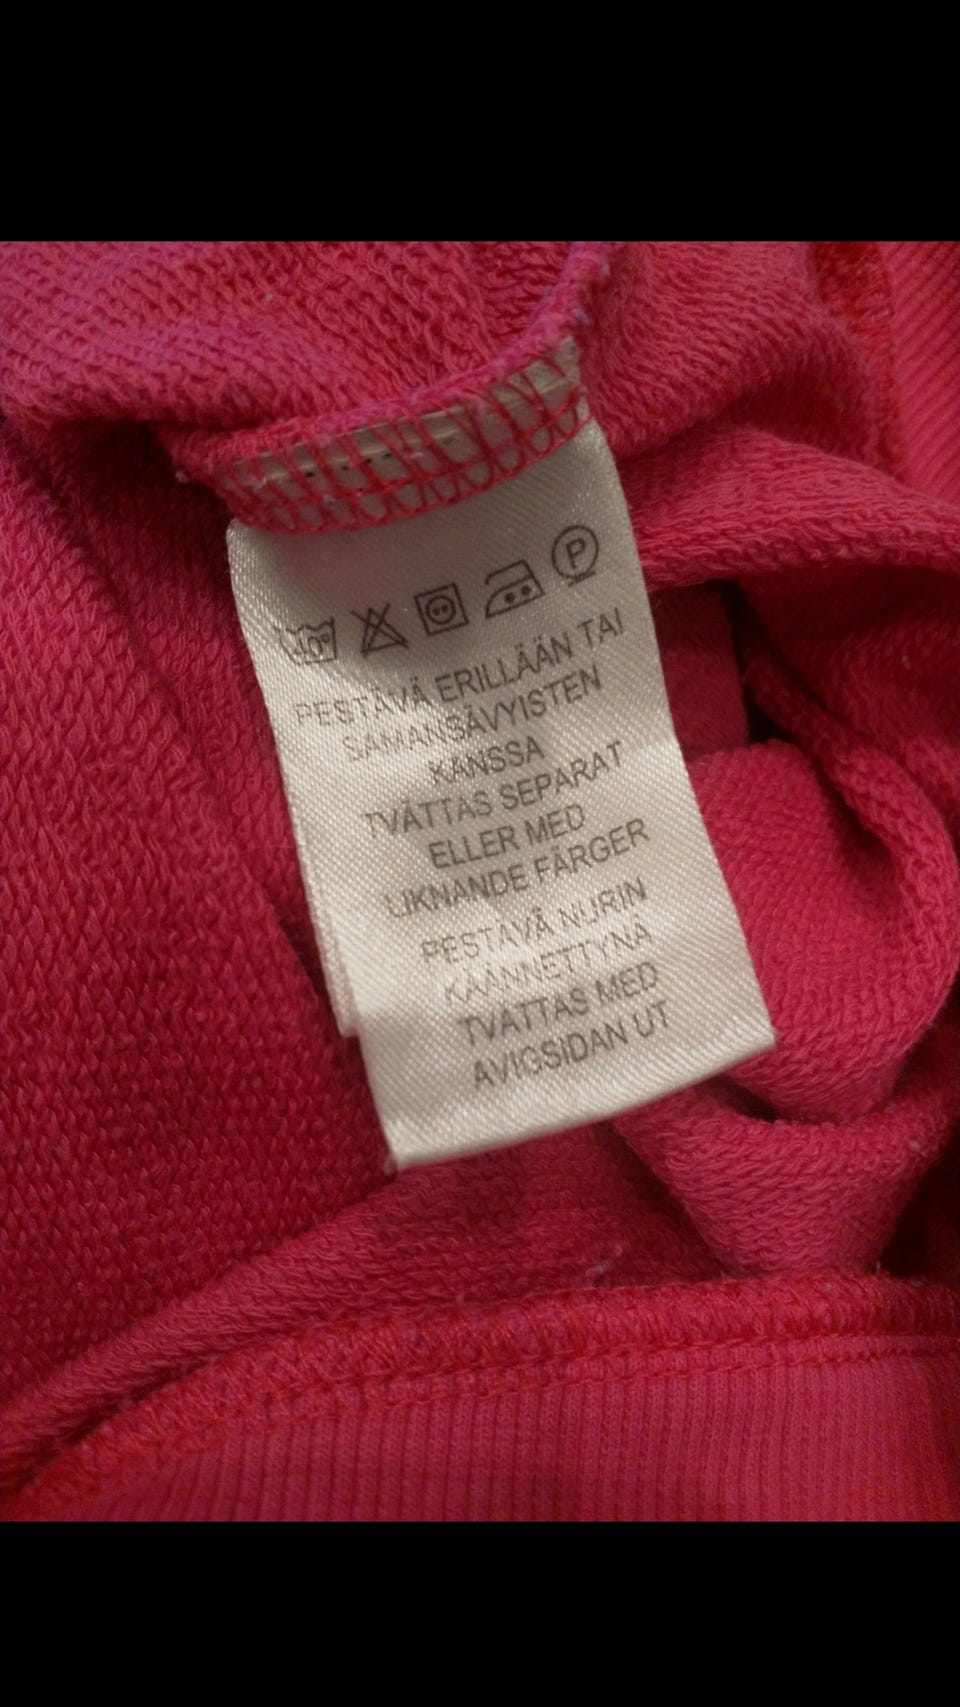 40°
P
PESTÄVÄ ERILLÄÄN TAI
SAMANSÄVYISTEN
KANSSA
TVÄTTAS SEPARAT
ELLER MED
LIKNANDE FÄRGER
PESTÄVÄ NURIN
KÄÄNNETTYNÄ
TVÄTTAS MED
AVIGSIDAN UT